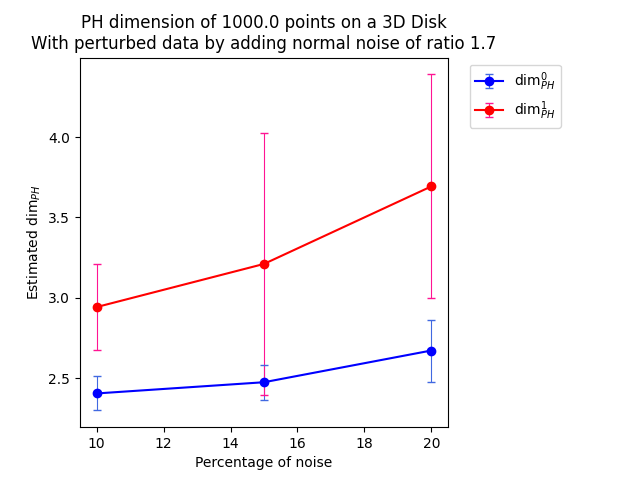 PH dimension of 1000.0 points on a 3D Disk
With perturbed data by adding normal noise of ratio 1.7
dim⁰PH
dim¹PH
4.0
3.5
3.0
2.5
Estimated dimPH
10 12 14 16 18 20
Percentage of noise